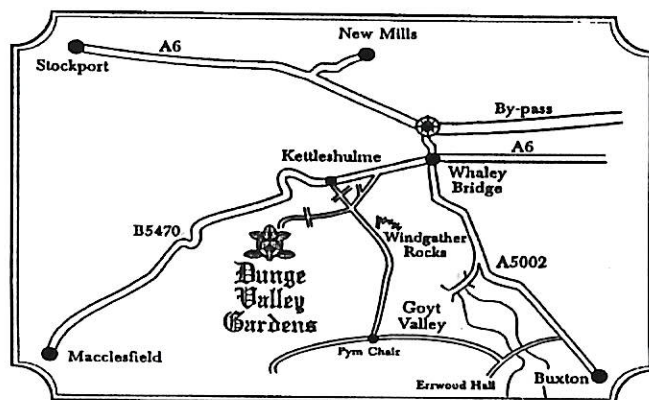 New Mills
A6
Stockport
By-pass
A6
Kettleshulme
Whaley
Bridge
B5470
Windgather
Rocks
A5002
Dunge
Valley
Gardens
Goyt
Valley
Pym Chair
Macclesfield
Errwood Hall
Buxton